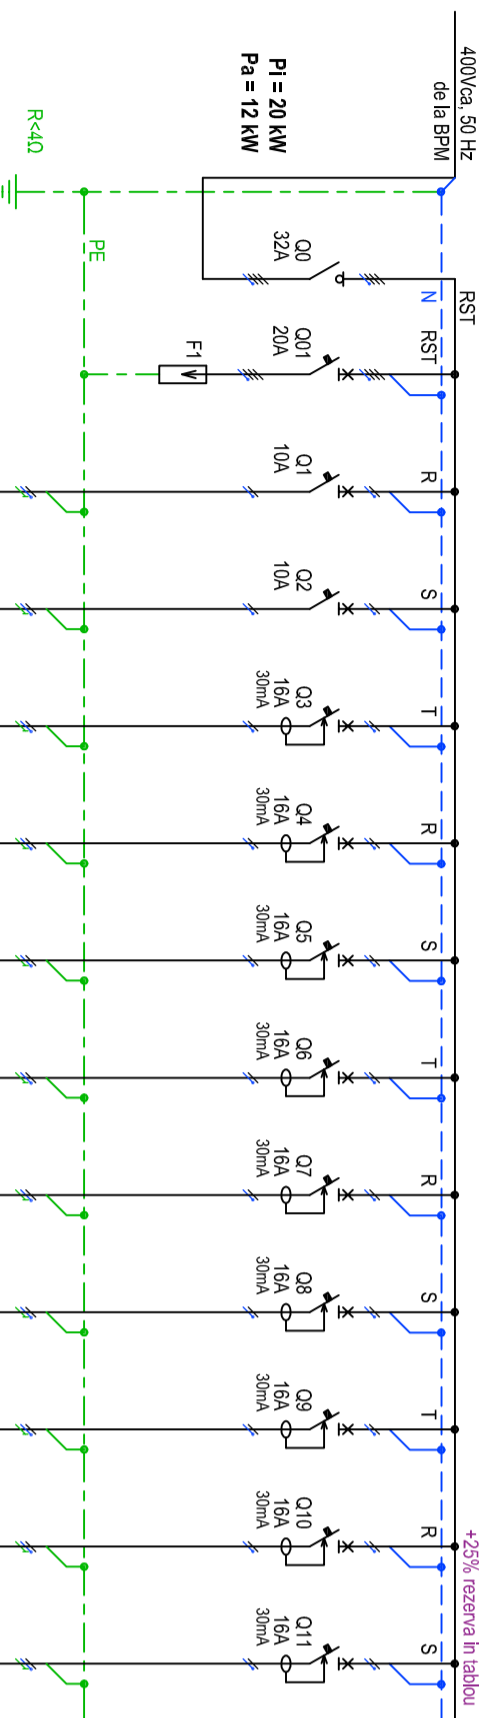 400Vca, 50 Hz
de la BPM
Pi = 20 kW
Pa = 12 kW
R<4Ω
PE
RST
N
Q0
32A
RST
Q01
20A
F1
R
Q1
10A
S
Q2
10A
T
Q3
16A
30mA
R
Q4
16A
30mA
S
Q5
16A
30mA
T
Q6
16A
30mA
R
Q7
16A
30mA
S
Q8
16A
30mA
T
Q9
16A
30mA
R
Q10
16A
30mA
S
Q11
16A
30mA
+25% rezerva in tablou